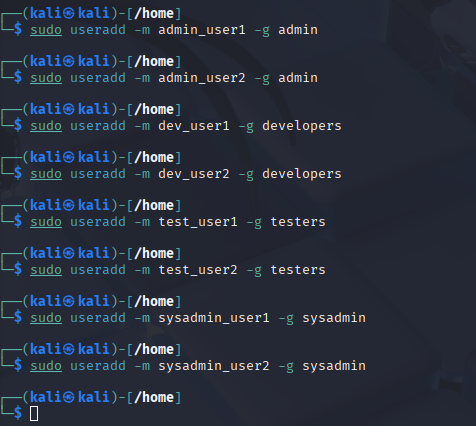 ┌──(kali㉿kali)-[/home]
└─$ sudo useradd -m admin_user1 -g admin
┌──(kali㉿kali)-[/home]
└─$ sudo useradd -m admin_user2 -g admin
┌──(kali㉿kali)-[/home]
└─$ sudo useradd -m dev_user1 -g developers
┌──(kali㉿kali)-[/home]
└─$ sudo useradd -m dev_user2 -g developers
┌──(kali㉿kali)-[/home]
└─$ sudo useradd -m test_user1 -g testers
┌──(kali㉿kali)-[/home]
└─$ sudo useradd -m test_user2 -g testers
┌──(kali㉿kali)-[/home]
└─$ sudo useradd -m sysadmin_user1 -g sysadmin
┌──(kali㉿kali)-[/home]
└─$ sudo useradd -m sysadmin_user2 -g sysadmin
┌──(kali㉿kali)-[/home]
└─$